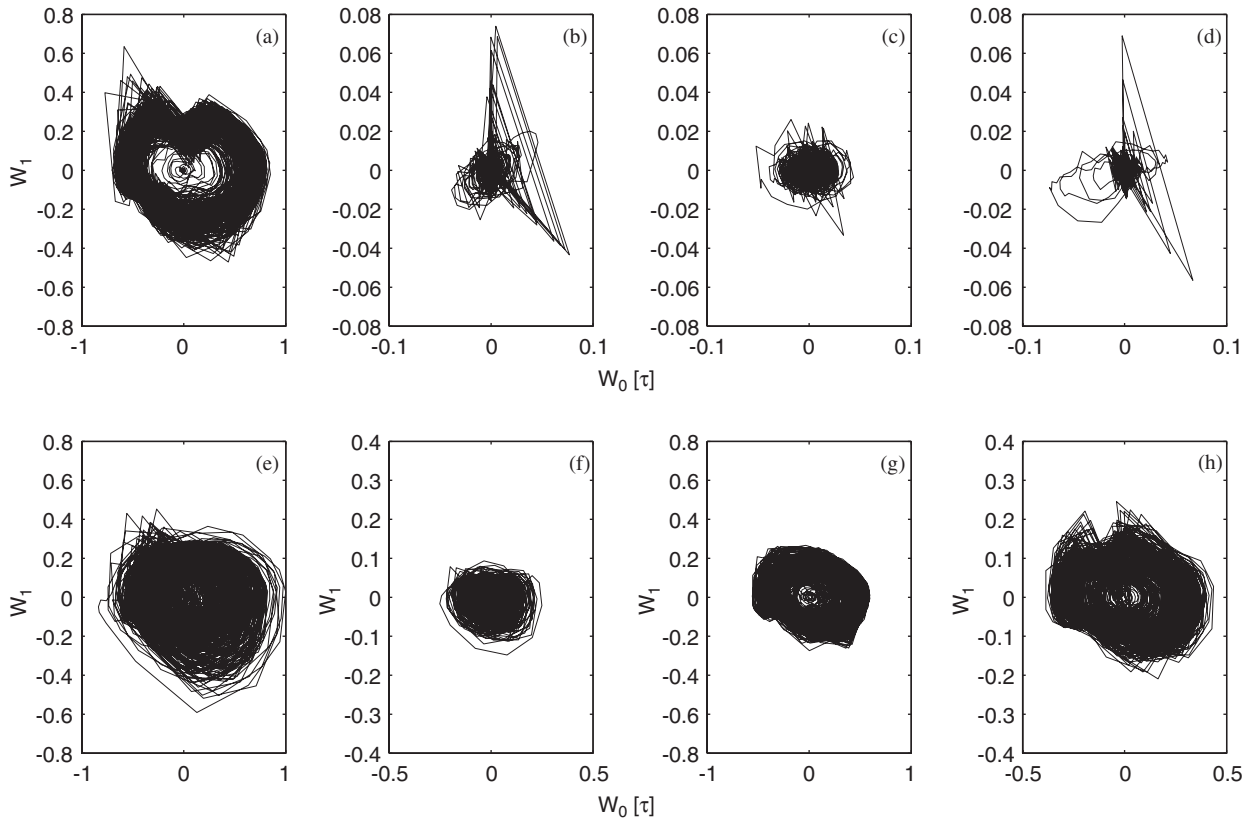 0.8 0.08 0.08 0.08
(a) (b) (c) (d)
0.6 0.06 0.06 0.06
0.4 0.04 0.04 0.04
0.2 0.02 0.02 0.02
W1 0 0 0 0
-0.2 -0.02 -0.02 -0.02
-0.4 -0.04 -0.04 -0.04
-0.6 -0.06 -0.06 -0.06
-0.8 -0.08 -0.08 -0.08
-1 0 1 -0.1 0 0.1 -0.1 0 0.1 -0.1 0 0.1
W0 [τ]
0.8 0.4 0.8 0.4
(e) (f) (g) (h)
0.6 0.3 0.6 0.3
0.4 0.2 0.4 0.2
0.2 0.1 0.2 0.1
W1 0 W1 0 W1 0 W1 0
-0.2 -0.1 -0.2 -0.1
-0.4 -0.2 -0.4 -0.2
-0.6 -0.3 -0.6 -0.3
-0.8 -0.4 -0.8 -0.4
-1 0 1 -0.5 0 0.5 -1 0 1 -0.5 0 0.5
W0 [τ]